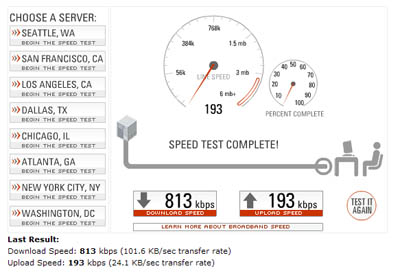 CHOOSE A SERVER:
SEATTLE, WA
BEGIN THE SPEED TEST
SAN FRANCISCO, CA
BEGIN THE SPEED TEST
LOS ANGELES, CA
BEGIN THE SPEED TEST
DALLAS, TX
BEGIN THE SPEED TEST
CHICAGO, IL
BEGIN THE SPEED TEST
ATLANTA, GA
BEGIN THE SPEED TEST
NEW YORK CITY, NY
BEGIN THE SPEED TEST
WASHINGTON, DC
BEGIN THE SPEED TEST
768k
384k
1.5 mb
56k
LINE SPEED
3 mb
6 mb+
193
0
10
20
30
40
50
60
70
80
90
100
PERCENT COMPLETE
SPEED TEST COMPLETE!
813 kbps
DOWNLOAD SPEED
193 kbps
UPLOAD SPEED
TEST IT
AGAIN
LEARN MORE ABOUT BROADBAND SPEED
Last Result:
Download Speed: 813 kbps (101.6 KB/sec transfer rate)
Upload Speed: 193 kbps (24.1 KB/sec transfer rate)